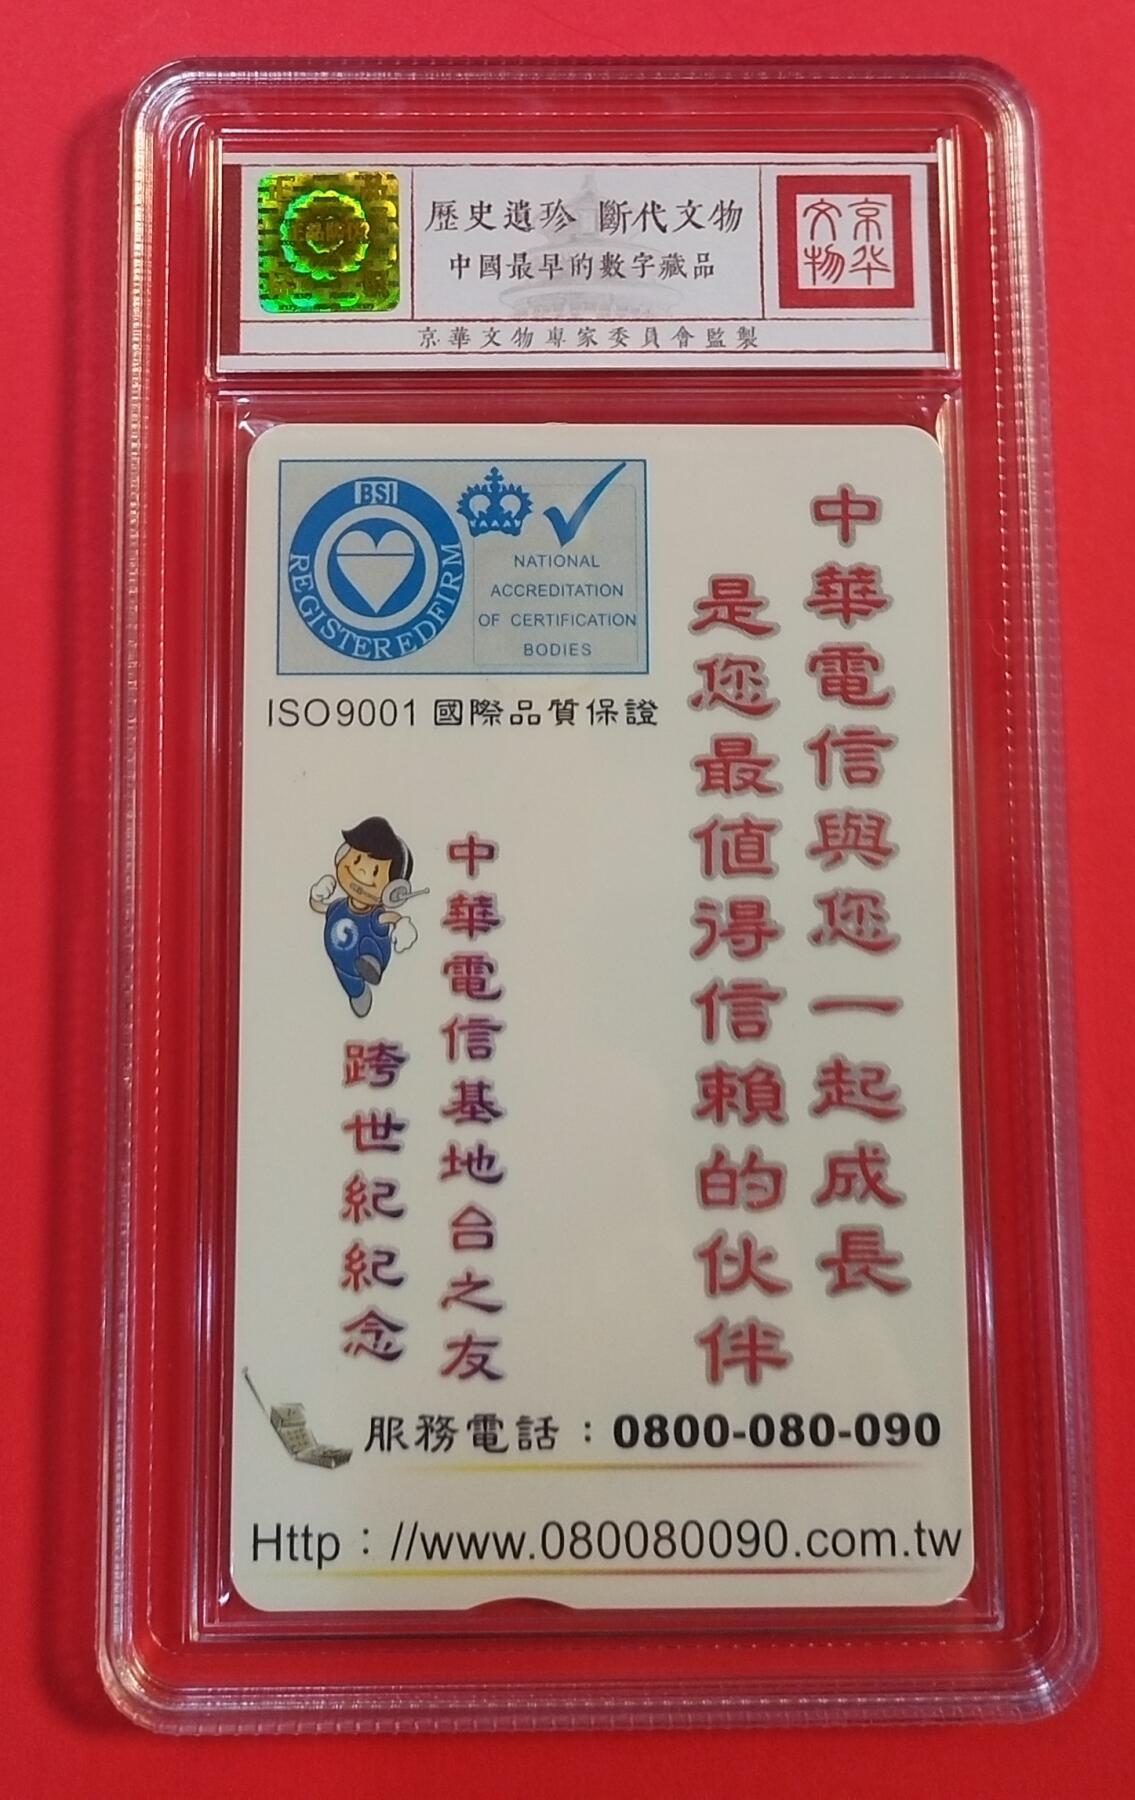 歷史遺珍 斷代文物
中國最早的數字藏品
京华文物
京華文物專家委員會監製
BSI
REGISTEREDFIRM
NATIONAL
ACCREDITATION
OF CERTIFICATION
BODIES
ISO9001 國際品質保證
中華電信與您一起成長
是您最值得信賴的伙伴
中華電信基地台之友
跨世紀紀念
服務電話：0800-080-090
Http：//www.080080090.com.tw